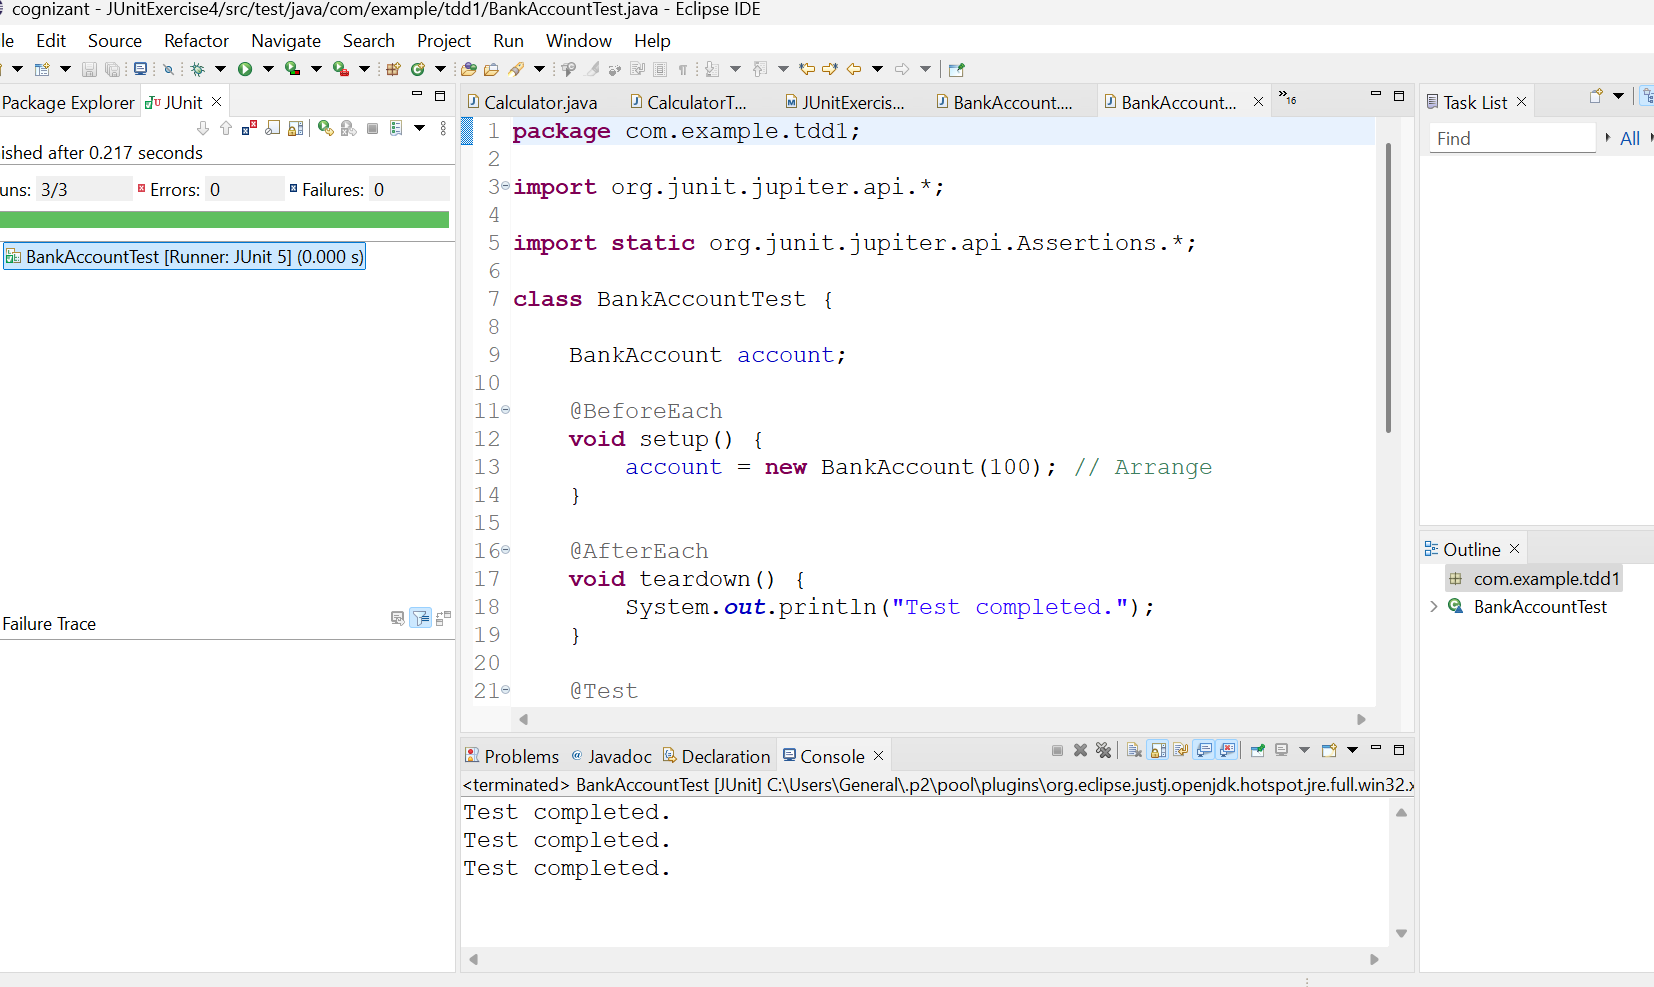 cognizant - JUnitExercise4/src/test/java/com/example/tdd1/BankAccountTest.java - Eclipse IDE
le Edit Source Refactor Navigate Search Project Run Window Help
Package Explorer JUnit
ished after 0.217 seconds
uns: 3/3 Errors: 0 Failures: 0
BankAccountTest [Runner: JUnit 5] (0.000 s)
Failure Trace
Calculator.java CalculatorT... JUnitExercis... BankAccount.... BankAccount... »16
1 package com.example.tdd1;
2
3 import org.junit.jupiter.api.*;
4
5 import static org.junit.jupiter.api.Assertions.*;
6
7 class BankAccountTest {
8
9 BankAccount account;
10
11 @BeforeEach
12 void setup() {
13 account = new BankAccount(100); // Arrange
14 }
15
16 @AfterEach
17 void teardown() {
18 System.out.println("Test completed.");
19 }
20
21 @Test
Problems Javadoc Declaration Console
<terminated> BankAccountTest [JUnit] C:\Users\General\.p2\pool\plugins\org.eclipse.justj.openjdk.hotspot.jre.full.win32.x
Test completed.
Test completed.
Test completed.
Task List
Find All
Outline
com.example.tdd1
BankAccountTest